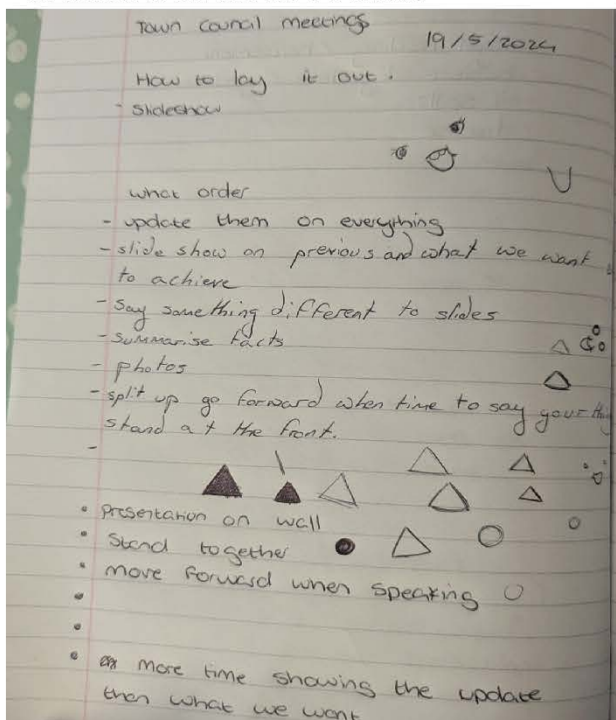 Town Council meetings
19/5/2024
How to lay it out.
- Slideshow
what order
- update them on everything
- slide show on previous and what we want
to achieve
- Say something different to slides
- Summarise facts
- photos
- split up go forward when time to say your thing
stand at the front.
-
• Presentation on wall
• Stand together
• move forward when speaking
•
•
• more time showing the update
than what we want